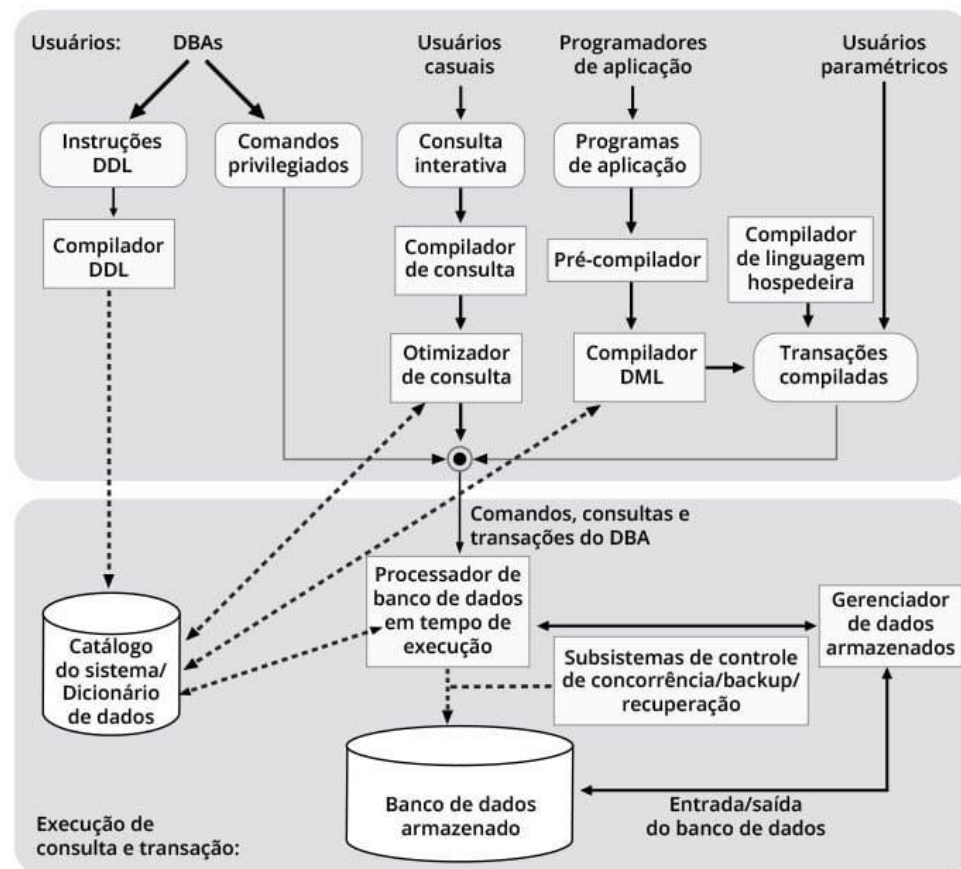 Usuários:
DBAs
Usuários
casuais
Programadores
de aplicação
Usuários
paramétricos
Instruções
DDL
Comandos
privilegiados
Consulta
interativa
Programas
de aplicação
Compilador
DDL
Compilador
de consulta
Pré-compilador
Compilador
de linguagem
hospedeira
Otimizador
de consulta
Compilador
DML
Transações
compiladas
Comandos, consultas e
transações do DBA
Processador de
banco de dados
em tempo de
execução
Gerenciador
de dados
armazenados
Catálogo
do sistema/
Dicionário
de dados
Subsistemas de controle
de concorrência/backup/
recuperação
Banco de dados
armazenado
Entrada/saída
do banco de dados
Execução de
consulta e transação: